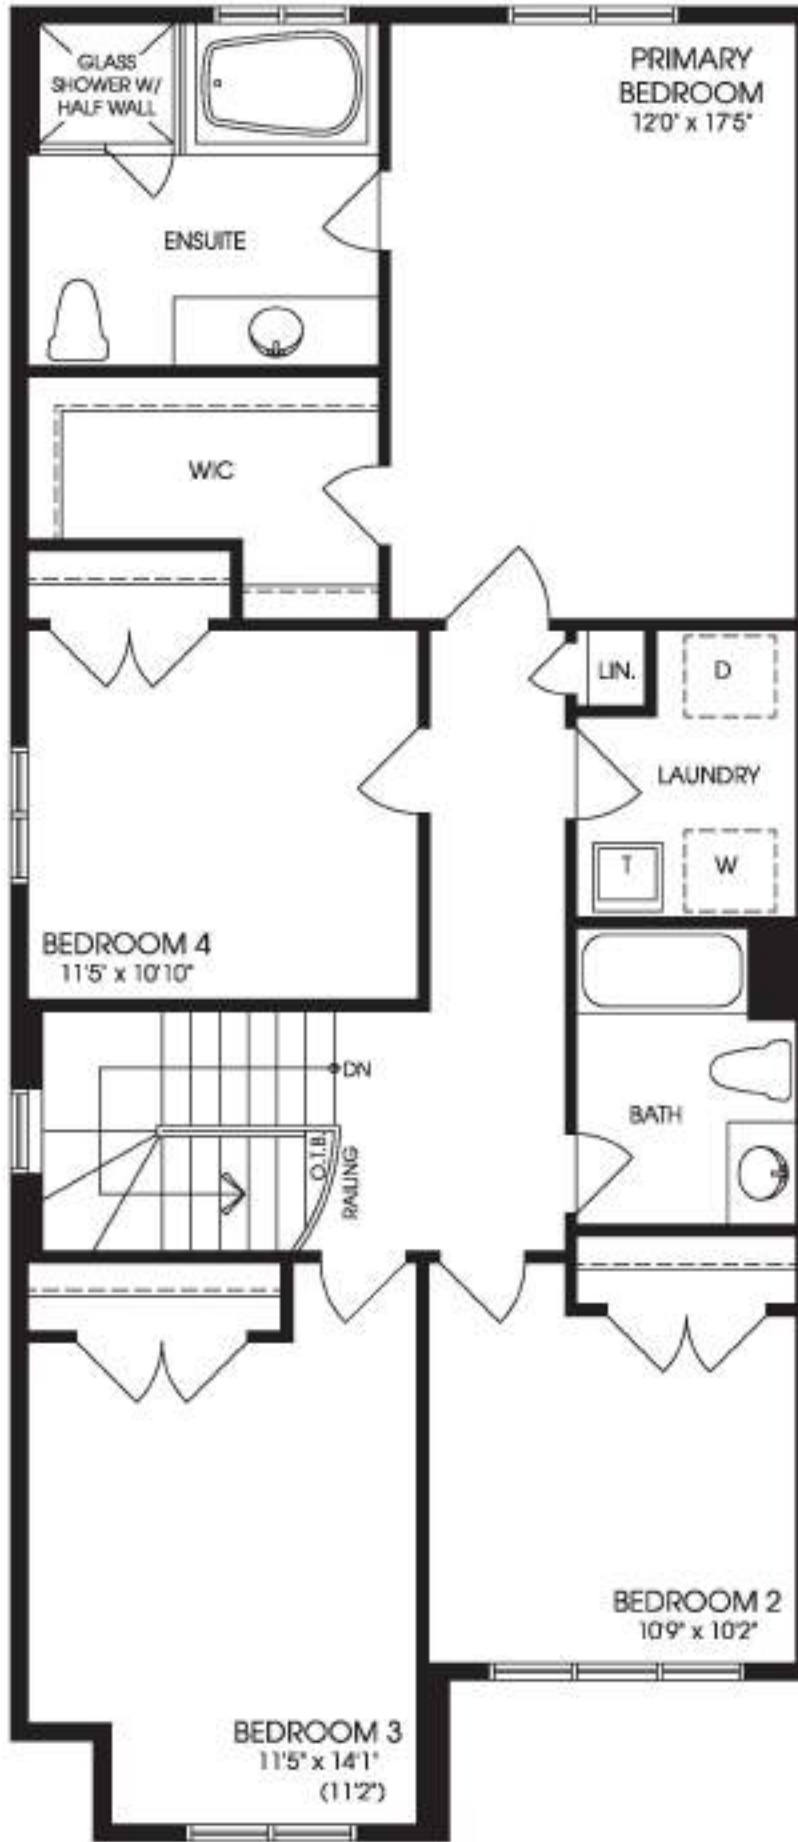 GLASS
SHOWER W/
HALF WALL
PRIMARY
BEDROOM
12'0" x 17'5"
ENSUITE
WIC
LIN.
D
LAUNDRY
T
W
BEDROOM 4
11'5" x 10'10"
DN
O.T.B.
RAILING
BATH
BEDROOM 2
10'9" x 10'2"
BEDROOM 3
11'5" x 14'1"
(11'2")